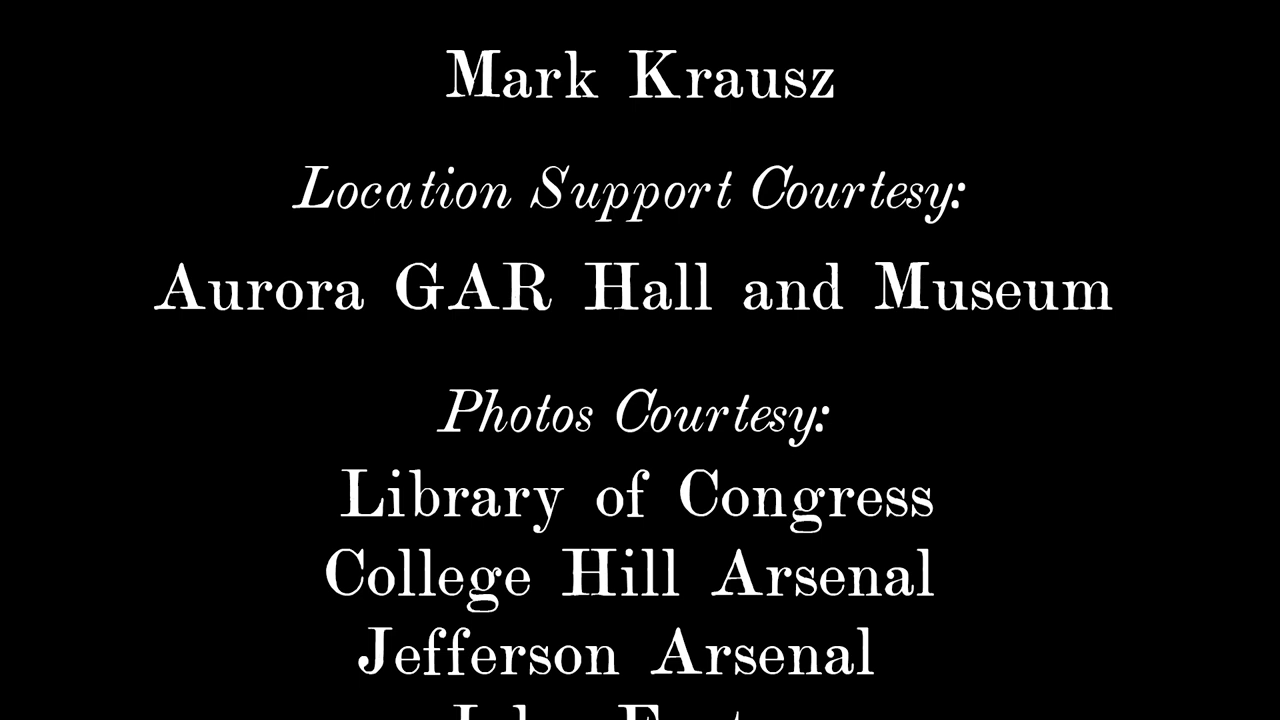 Mark Krausz
Location Support Courtesy:
Aurora GAR Hall and Museum
Photos Courtesy:
Library of Congress
College Hill Arsenal
Jefferson Arsenal